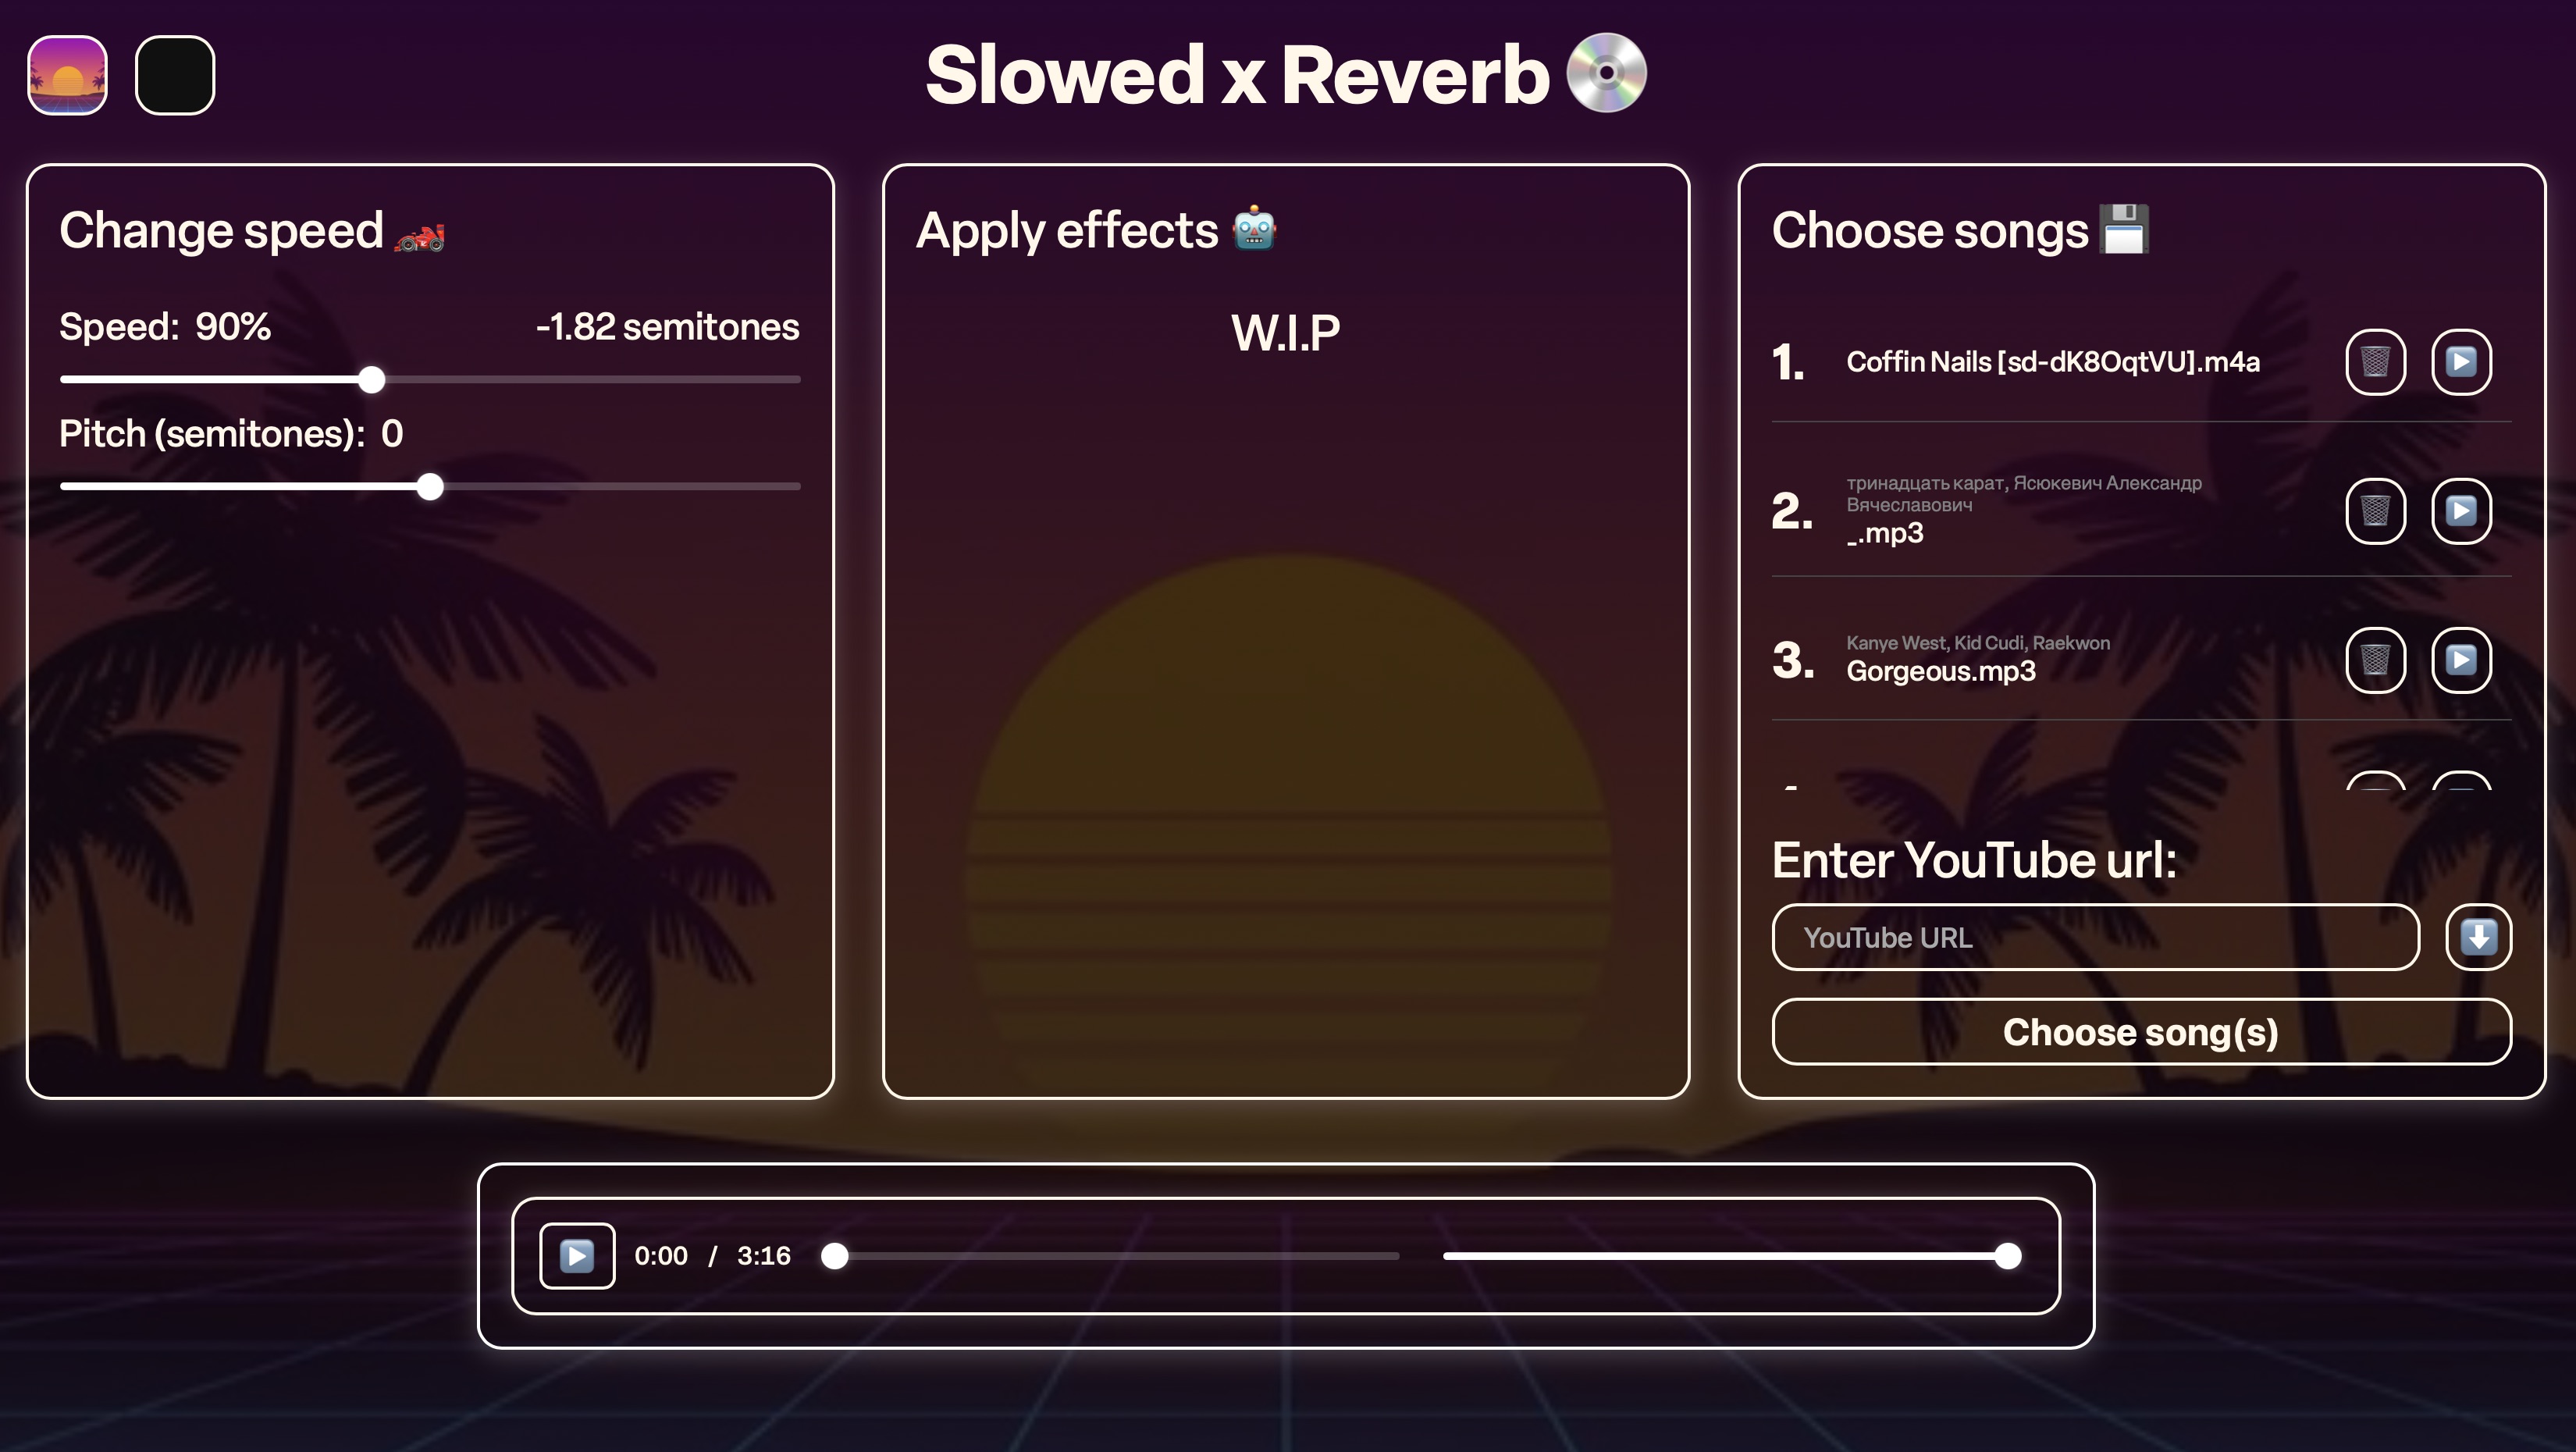 Slowed x Reverb
Change speed
Speed: 90%
-1.82 semitones
Pitch (semitones): 0
Apply effects
W.I.P
Choose songs
1.
Coffin Nails [sd-dK8OqtVU].m4a
2.
тринадцать карат, Ясюкевич Александр
Вячеславович
_.mp3
3.
Kanye West, Kid Cudi, Raekwon
Gorgeous.mp3
Enter YouTube url:
YouTube URL
Choose song(s)
0:00 / 3:16